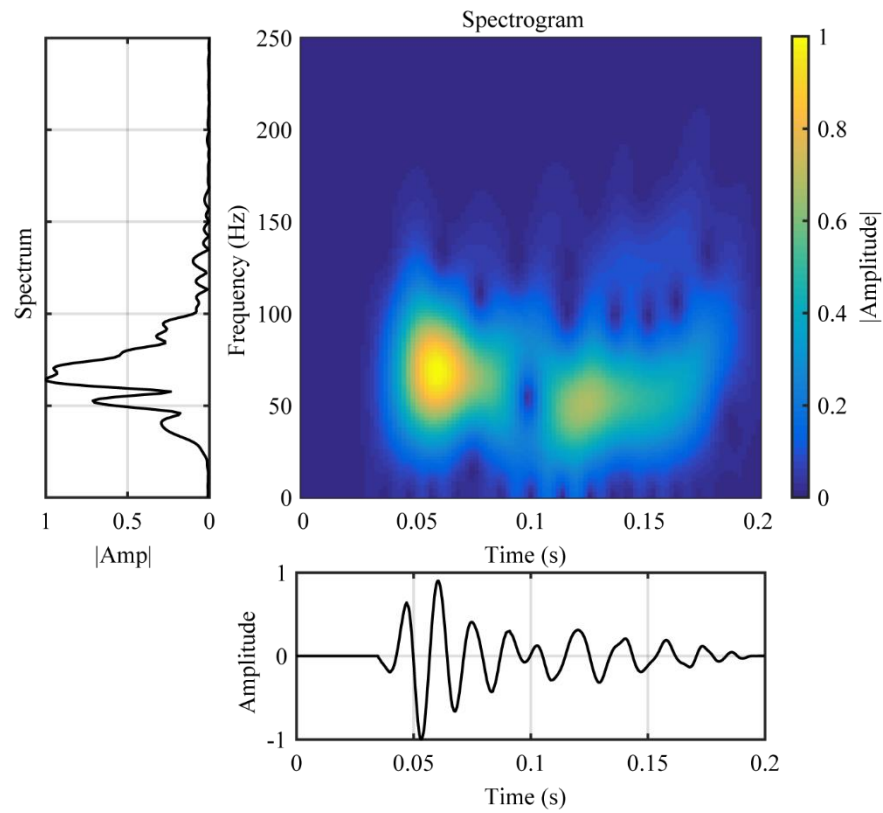 Spectrogram
250
200
150
100
50
0
Frequency (Hz)
0 0.05 0.1 0.15 0.2
Time (s)
1
0.8
0.6
0.4
0.2
0
|Amplitude|
Spectrum
1 0.5 0
|Amp|
1
0
-1
Amplitude
0 0.05 0.1 0.15 0.2
Time (s)